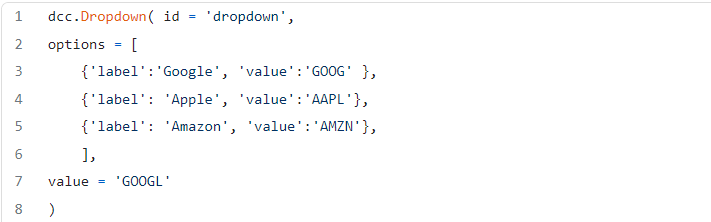 1 dcc.Dropdown( id = 'dropdown',
2 options = [
3     {'label':'Google', 'value':'GOOG' },
4     {'label': 'Apple', 'value':'AAPL'},
5     {'label': 'Amazon', 'value':'AMZN'},
6     ],
7 value = 'GOOGL'
8 )